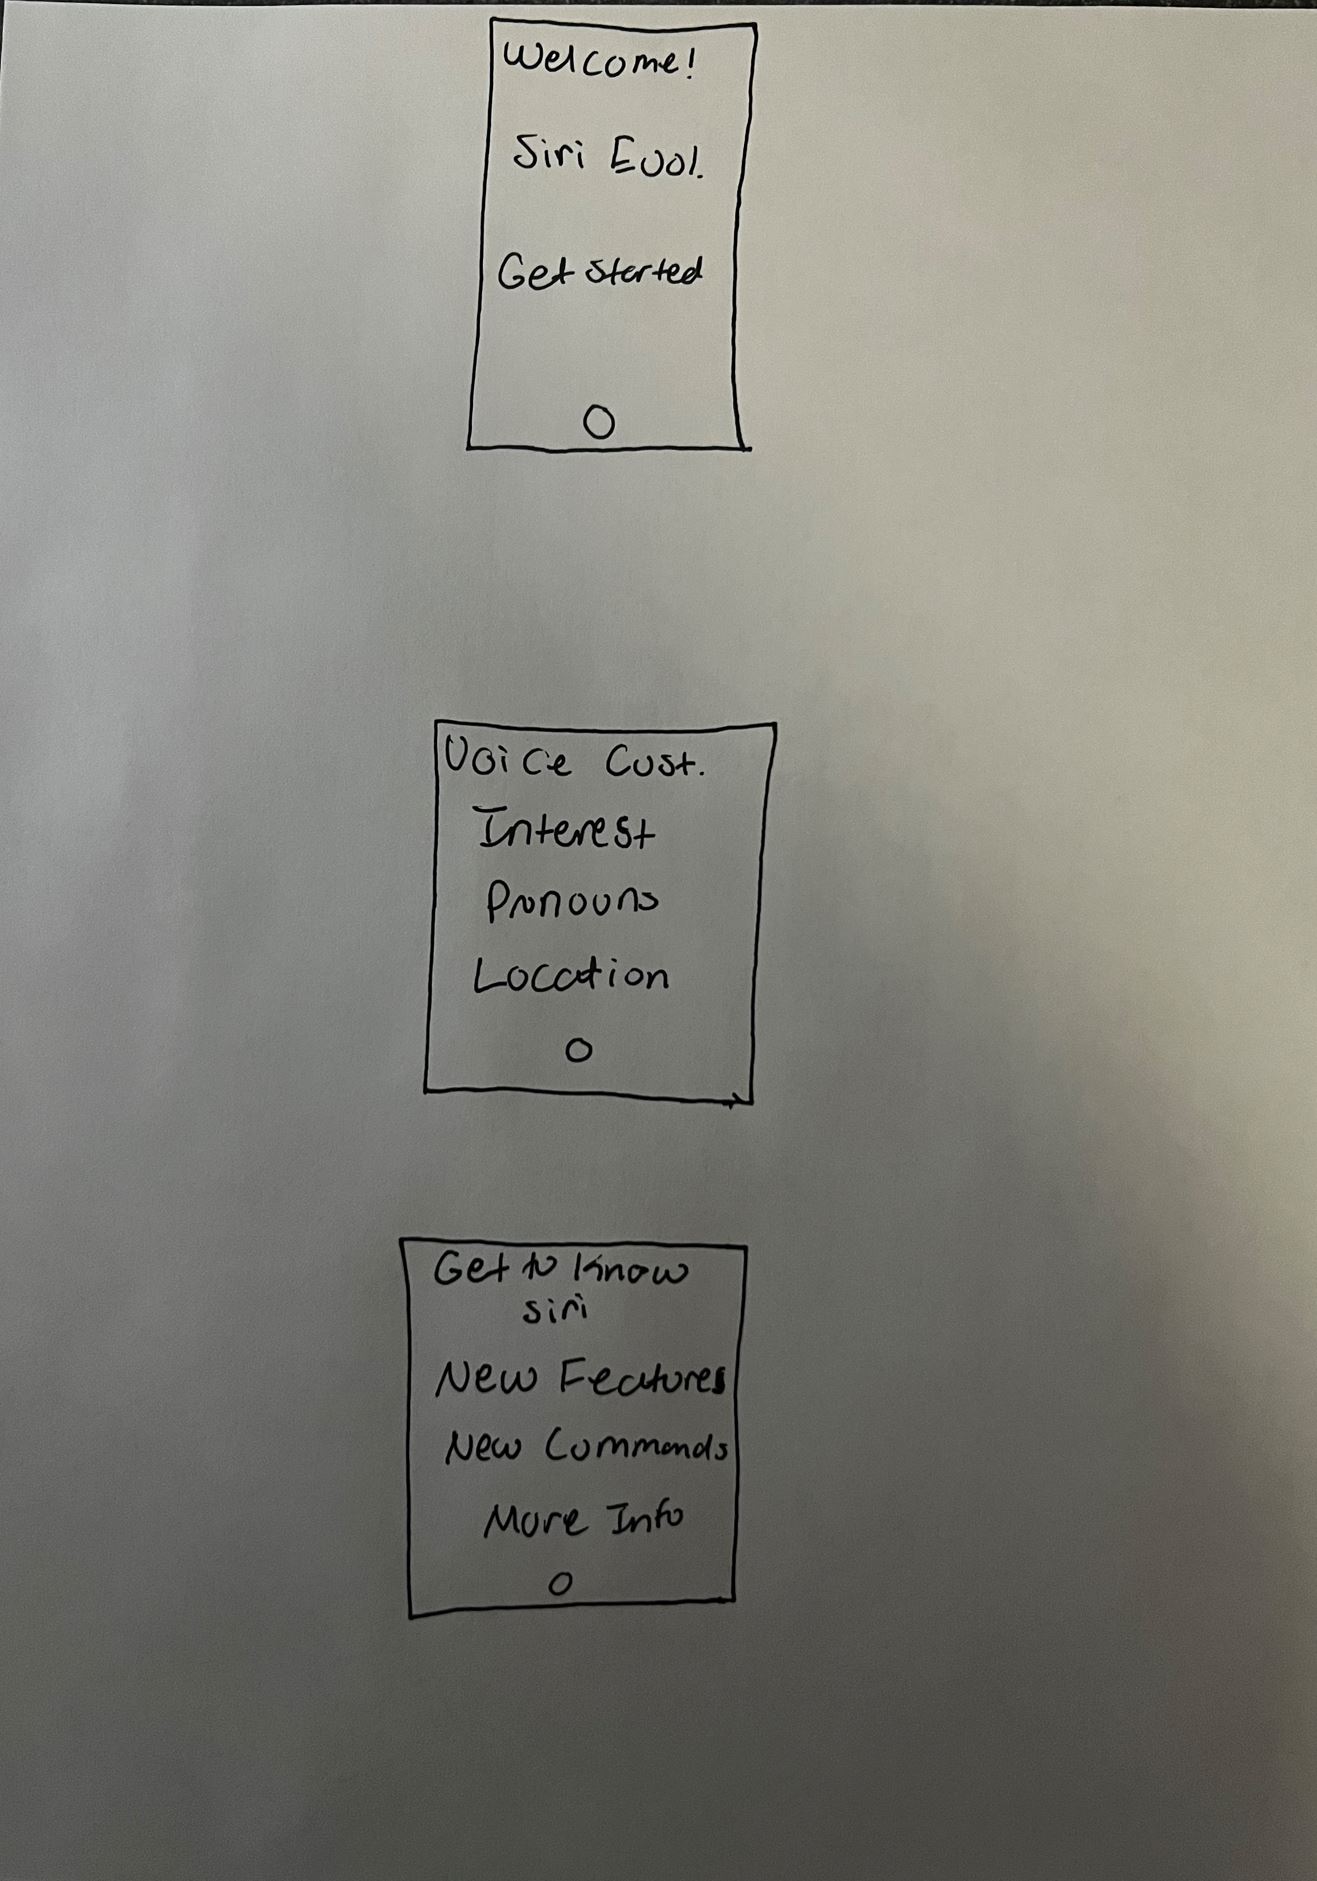 Welcome!
Siri Evol.
Get Started
Voice Cust.
Interest
Pronouns
Location
Get to Know
siri
New Features
New Commands
More Info